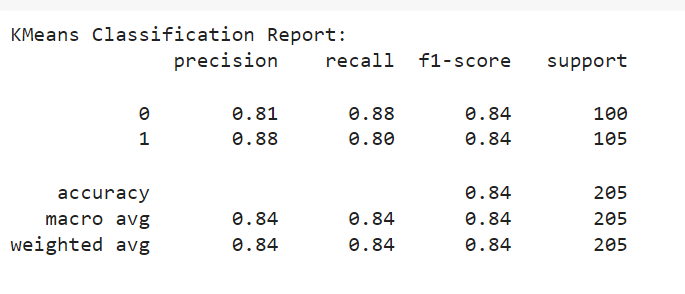 KMeans Classification Report:
precision recall f1-score support
0 0.81 0.88 0.84 100
1 0.88 0.80 0.84 105
accuracy 0.84 205
macro avg 0.84 0.84 0.84 205
weighted avg 0.84 0.84 0.84 205